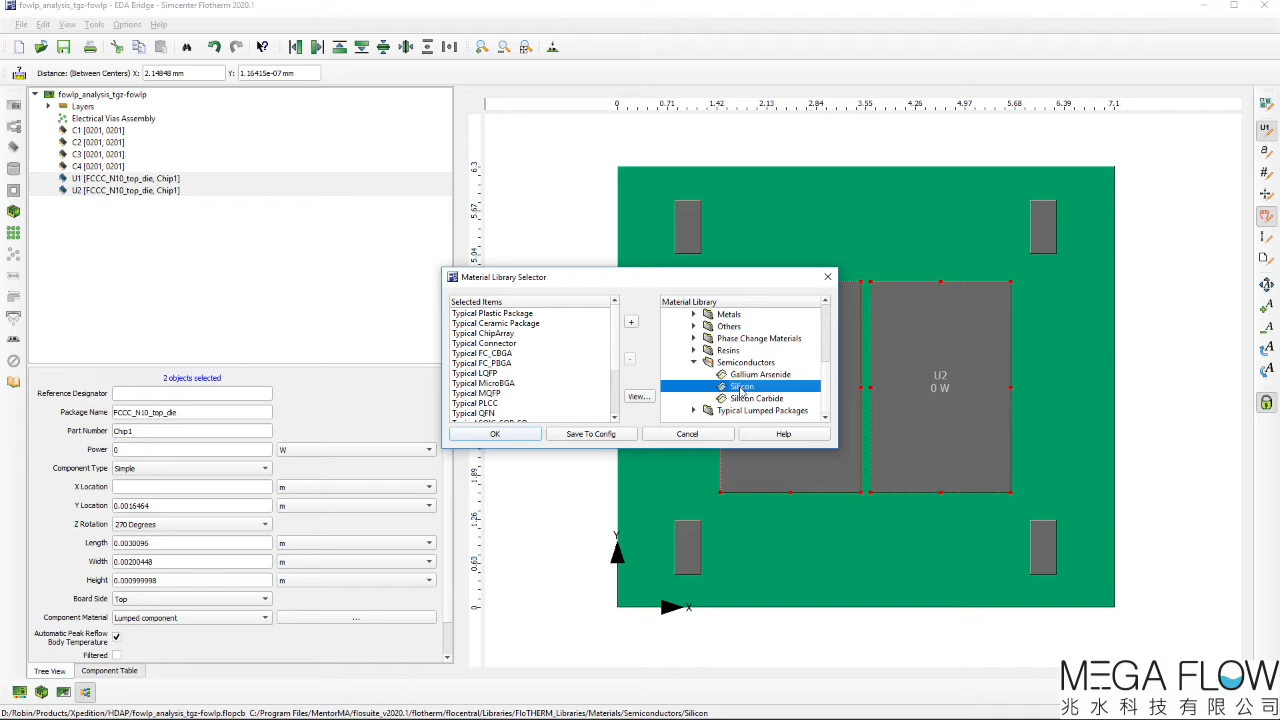 fowlp_analysis_tgz-fowlp - EDA Bridge - Simcenter Flotherm 2020.1
File Edit View Tools Options Help
Distance: (Between Centers) X: 2.14848 mm Y: 1.16415e-07 mm
fowlp_analysis_tgz-fowlp
Layers
Electrical Vias Assembly
C1 [0201, 0201]
C2 [0201, 0201]
C3 [0201, 0201]
C4 [0201, 0201]
U1 [FCCC_N10_top_die, Chip1]
U2 [FCCC_N10_top_die, Chip1]
2 objects selected
Reference Designator
Package Name FCCC_N10_top_die
Part Number Chip1
Power 0 W
Component Type Simple
X Location m
Y Location 0.0016464 m
Z Rotation 270 Degrees
Length 0.0030096 m
Width 0.00200448 m
Height 0.000999998 m
Board Side Top
Component Material Lumped component ...
Automatic Peak Reflow
Body Temperature
Filtered
Tree View Component Table
0 0.71 1.42 2.13 2.84 3.55 4.26 4.97 5.68 6.39 7.1
6.3
5.67
5.04
1.89
1.26
0.63
0
Material Library Selector
Selected Items
Typical Plastic Package
Typical Ceramic Package
Typical ChipArray
Typical Connector
Typical FC_CBGA
Typical FC_PBGA
Typical LQFP
Typical MicroBGA
Typical MQFP
Typical PLCC
Typical QFN
+
-
View...
Material Library
Metals
Others
Phase Change Materials
Resins
Semiconductors
Gallium Arsenide
Silicon
Silicon Carbide
Typical Lumped Packages
OK Save To Config Cancel Help
U2
0 W
Y
X
U1
a
#
MEGA FLOW
兆水科技有限公司
D:/Robin/Products/Xpedition/HDAP/fowlp_analysis_tgz-fowlp.flopcb C:/Program Files/MentorMA/flosuite_v2020.1/flotherm/flocentral/Libraries/FloTHERM_Libraries/Materials/Semiconductors/Silicon